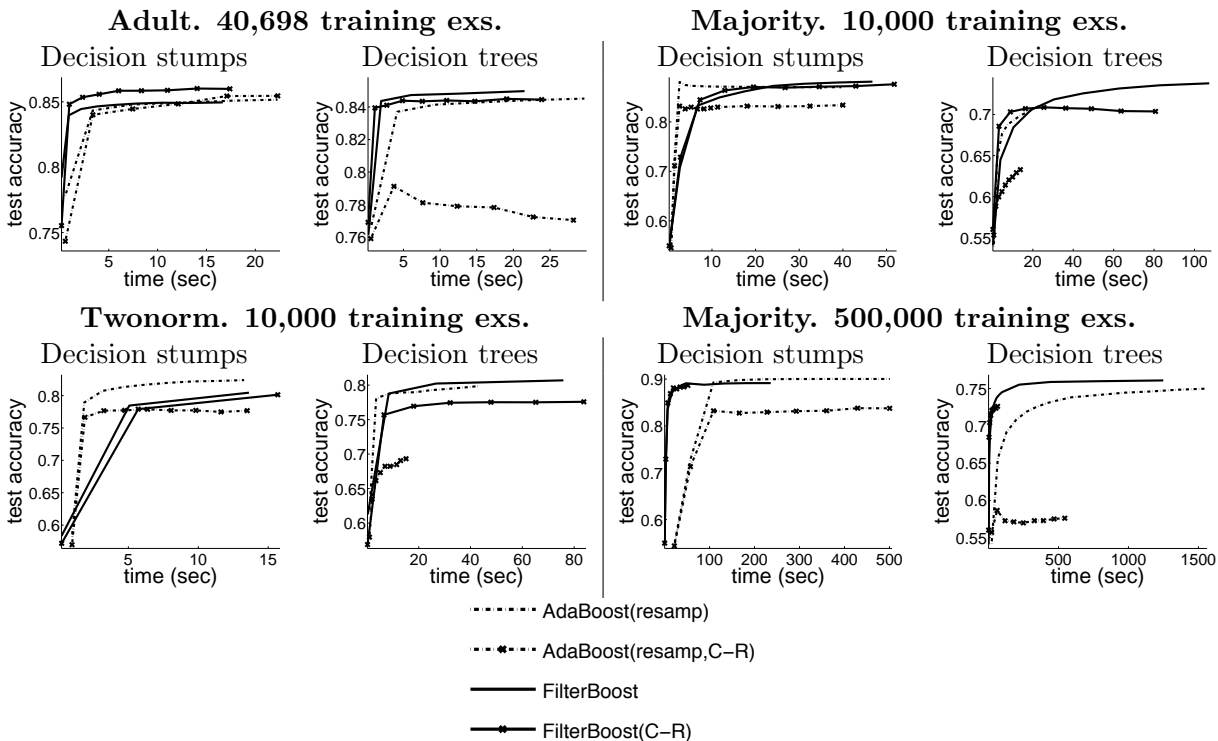 Adult. 40,698 training exs.
Majority. 10,000 training exs.
Decision stumps
Decision trees
Decision stumps
Decision trees
test accuracy
0.85
0.8
0.75
5 10 15 20
time (sec)
0.84
0.82
0.8
0.78
0.76
5 10 15 20 25
time (sec)
test accuracy
0.8
0.7
0.6
10 20 30 40 50
time (sec)
0.7
0.65
0.6
0.55
20 40 60 80 100
time (sec)
Twonorm. 10,000 training exs.
Majority. 500,000 training exs.
Decision stumps
Decision trees
Decision stumps
Decision trees
test accuracy
0.8
0.75
0.7
0.65
0.6
5 10 15
time (sec)
test accuracy
0.8
0.7
0.6
20 40 60 80
time (sec)
test accuracy
0.9
0.8
0.7
0.6
100 200 300 400 500
time (sec)
test accuracy
0.75
0.7
0.65
0.6
0.55
500 1000 1500
time (sec)
AdaBoost(resamp)
AdaBoost(resamp,C−R)
FilterBoost
FilterBoost(C−R)